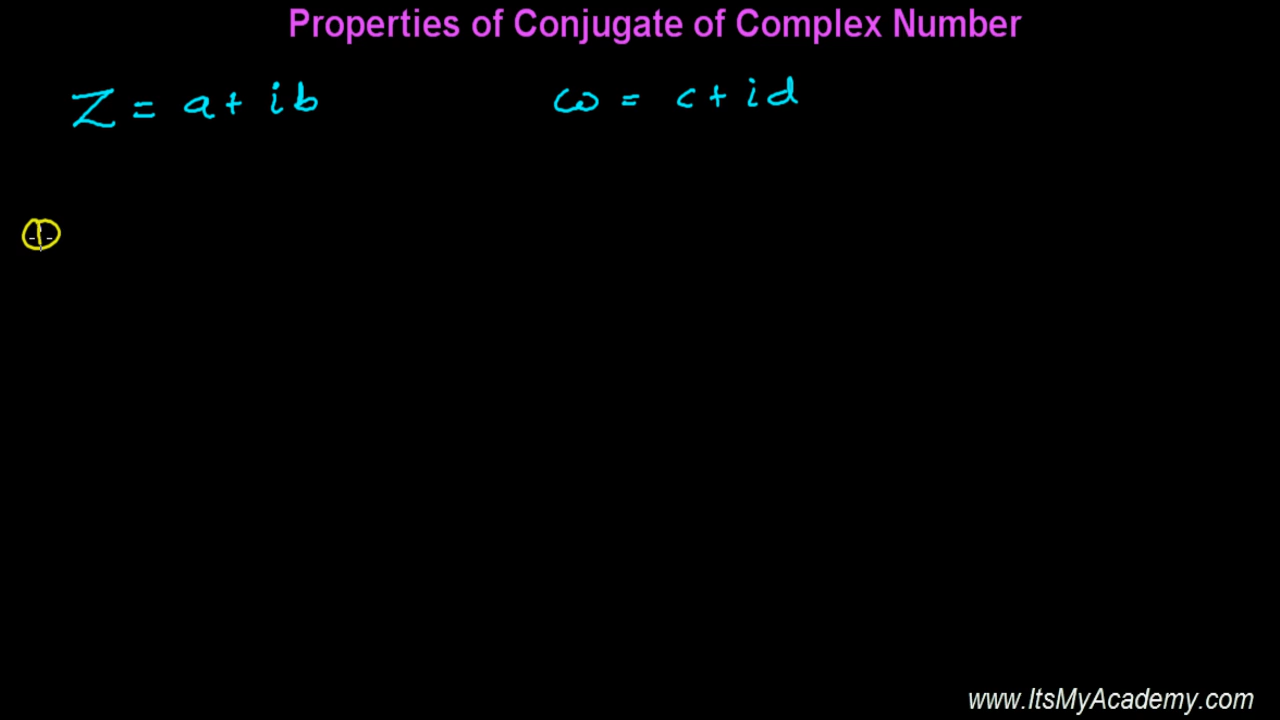 Properties of Conjugate of Complex Number
Z = a + ib ω = c + id
①
www.ItsMyAcademy.com